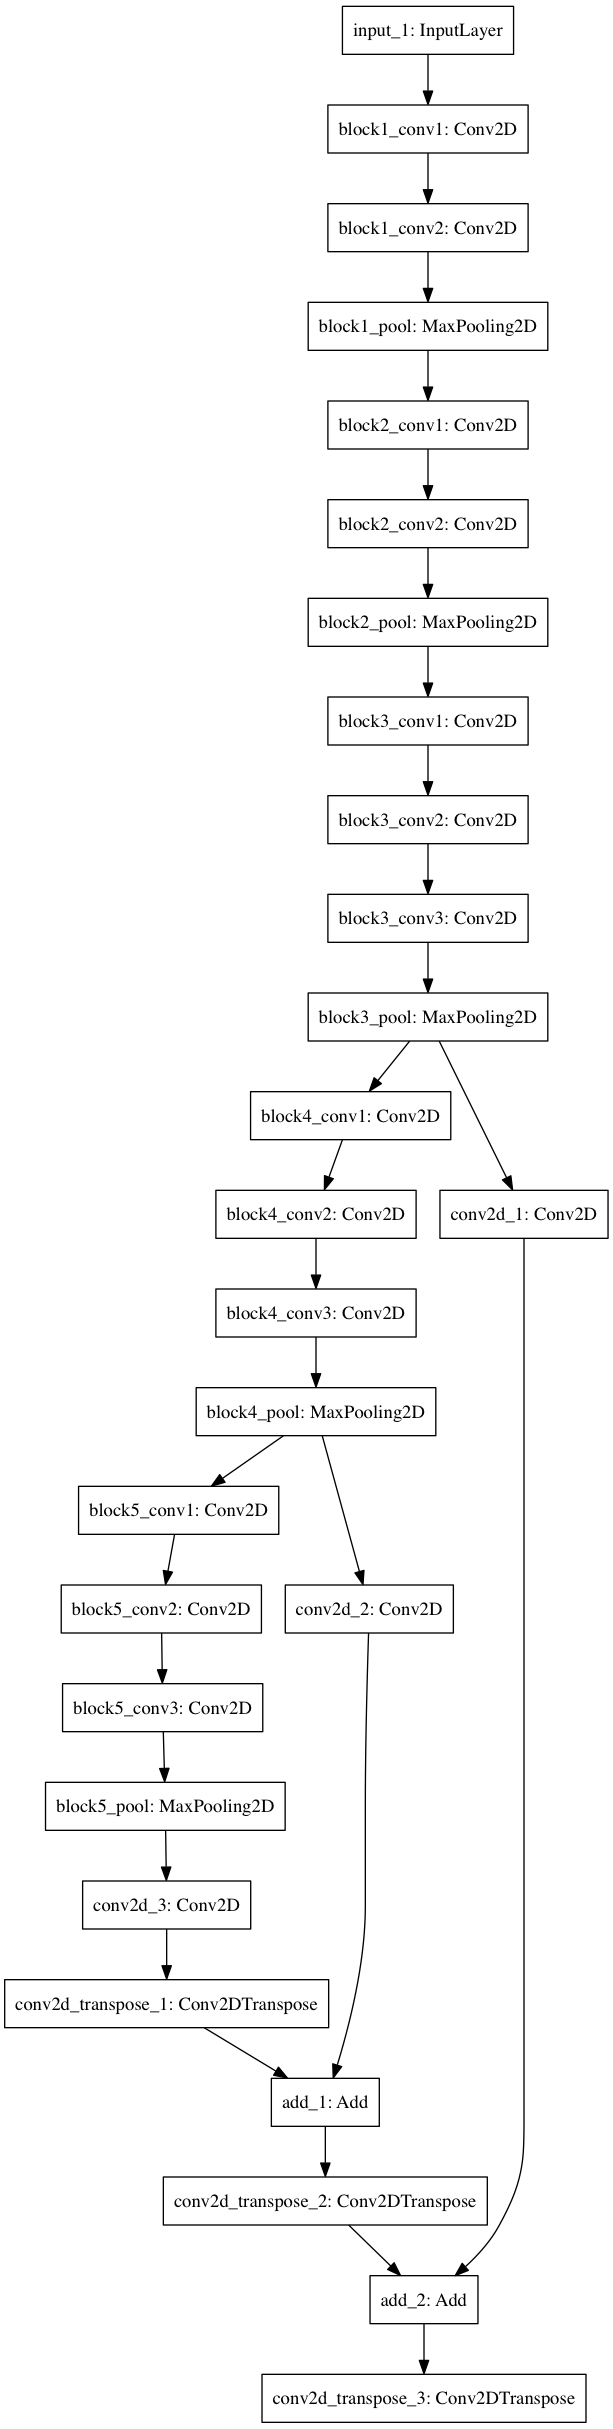 input_1: InputLayer
block1_conv1: Conv2D
block1_conv2: Conv2D
block1_pool: MaxPooling2D
block2_conv1: Conv2D
block2_conv2: Conv2D
block2_pool: MaxPooling2D
block3_conv1: Conv2D
block3_conv2: Conv2D
block3_conv3: Conv2D
block3_pool: MaxPooling2D
block4_conv1: Conv2D
block4_conv2: Conv2D
conv2d_1: Conv2D
block4_conv3: Conv2D
block4_pool: MaxPooling2D
block5_conv1: Conv2D
block5_conv2: Conv2D
conv2d_2: Conv2D
block5_conv3: Conv2D
block5_pool: MaxPooling2D
conv2d_3: Conv2D
conv2d_transpose_1: Conv2DTranspose
add_1: Add
conv2d_transpose_2: Conv2DTranspose
add_2: Add
conv2d_transpose_3: Conv2DTranspose